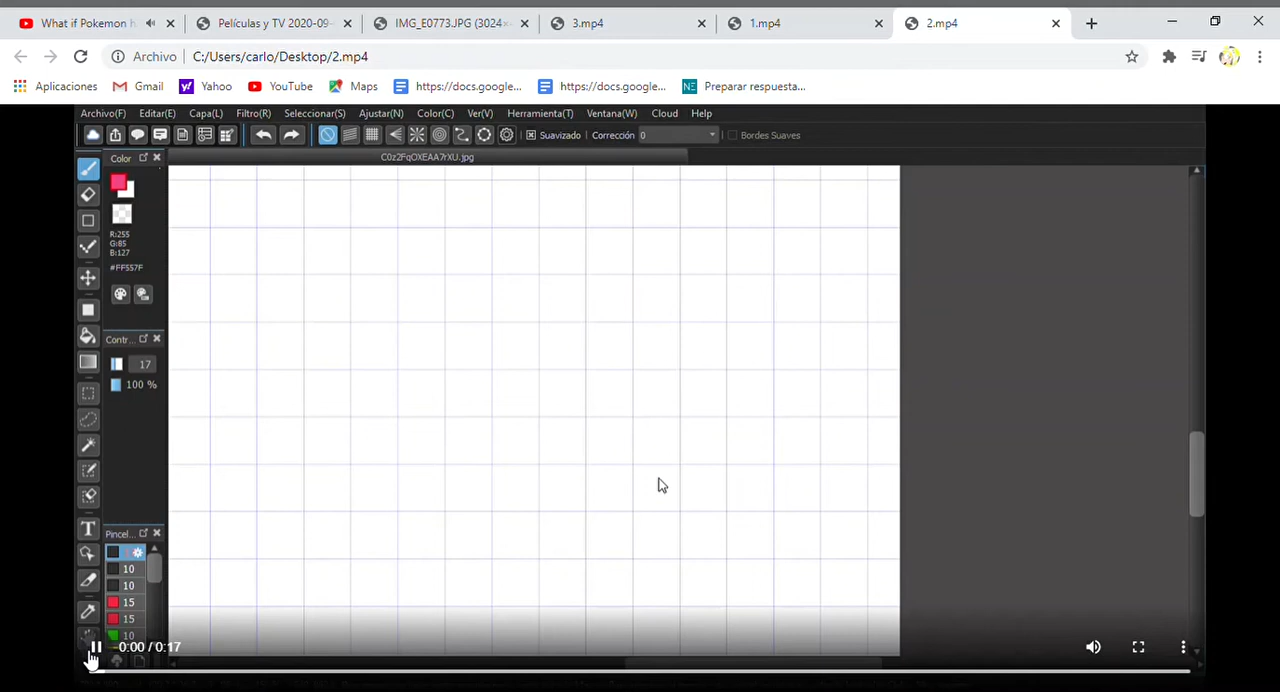 What if Pokemon h
Películas y TV 2020-09-
IMG_E0773.JPG (3024×
3.mp4
1.mp4
2.mp4
Archivo
C:/Users/carlo/Desktop/2.mp4
Aplicaciones
Gmail
Yahoo
YouTube
Maps
https://docs.google...
https://docs.google...
NE
Preparar respuesta...
Archivo(F) Editar(E) Capa(L) Filtro(R) Seleccionar(S) Ajustar(N) Color(C) Ver(V) Herramienta(T) Ventana(W) Cloud Help
Suavizado Corrección 0 Bordes Suaves
Color
C0z2FqOXEAA7rXU.jpg
R:255
G:85
B:127
#FF557F
Contr...
17
100 %
T
Pincel...
10
10
15
15
10
0:00 / 0:17